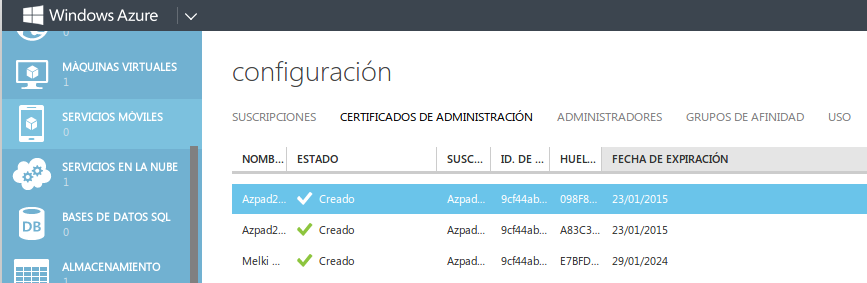 Windows Azure
0
MÁQUINAS VIRTUALES
1
SERVICIOS MÓVILES
0
SERVICIOS EN LA NUBE
1
BASES DE DATOS SQL
0
DB
ALMACENAMIENTO
configuración
SUSCRIPCIONES CERTIFICADOS DE ADMINISTRACIÓN ADMINISTRADORES GRUPOS DE AFINIDAD USO
NOMB... ESTADO SUSC... ID. DE ... HUEL... FECHA DE EXPIRACIÓN
Azpad2... Creado Azpad... 9cf44ab... 098F8... 23/01/2015
Azpad2... Creado Azpad... 9cf44ab... A83C3... 23/01/2015
Melki ... Creado Azpad... 9cf44ab... E7BFD... 29/01/2024